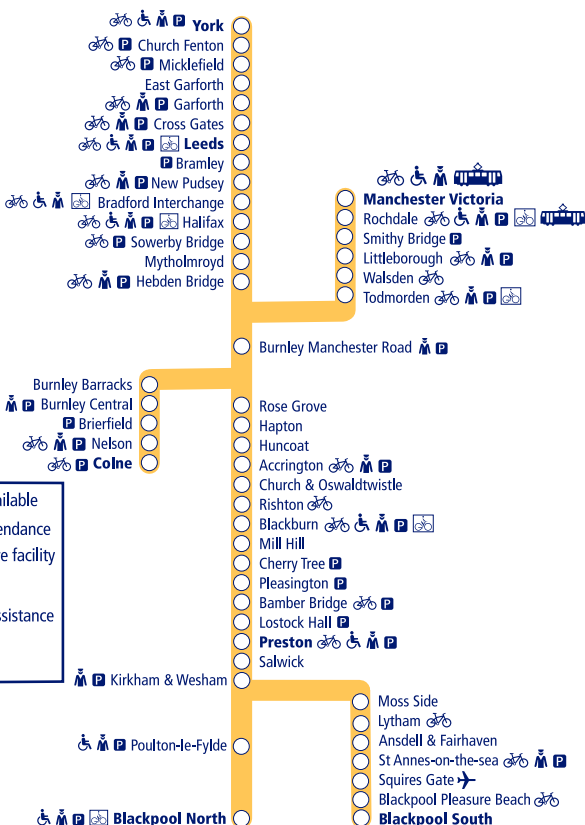 York
P Church Fenton
P Micklefield
East Garforth
P Garforth
P Cross Gates
P Leeds
P Bramley
P New Pudsey
Bradford Interchange
P Halifax
P Sowerby Bridge
Mytholmroyd
P Hebden Bridge
Manchester Victoria
Rochdale P
Smithy Bridge P
Littleborough P
Walsden
Todmorden P
Burnley Manchester Road P
Burnley Barracks
P Burnley Central
P Brierfield
P Nelson
P Colne
Rose Grove
Hapton
Huncoat
Accrington P
Church & Oswaldtwistle
Rishton
Blackburn P
Mill Hill
Cherry Tree P
Pleasington P
Bamber Bridge P
Lostock Hall P
Preston P
Salwick
P Kirkham & Wesham
P Poulton-le-Fylde
P Blackpool North
Moss Side
Lytham
Ansdell & Fairhaven
St Annes-on-the-sea P
Squires Gate
Blackpool Pleasure Beach
Blackpool South
facility